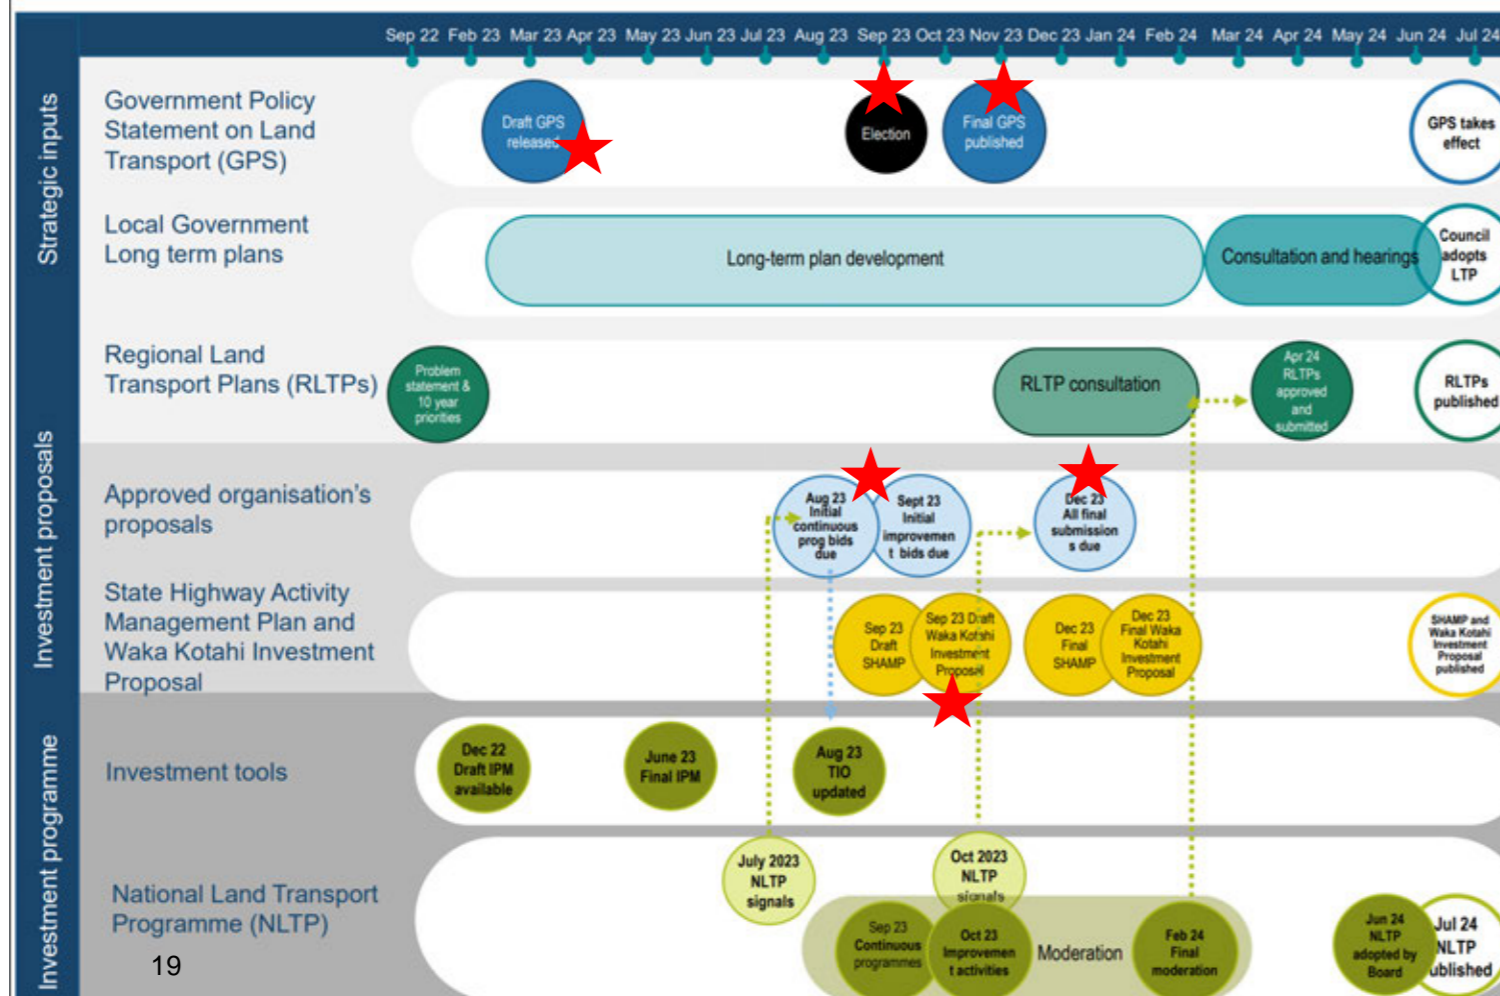 Sep 22 Feb 23 Mar 23 Apr 23 May 23 Jun 23 Jul 23 Aug 23 Sep 23 Oct 23 Nov 23 Dec 23 Jan 24 Feb 24 Mar 24 Apr 24 May 24 Jun 24 Jul 24
Strategic inputs
Government Policy
Statement on Land
Transport (GPS)
Draft GPS
released
Election
Final GPS
published
GPS takes
effect
Local Government
Long term plans
Long-term plan development
Consultation and hearings
Council
adopts
LTP
Regional Land
Transport Plans (RLTPs)
Problem
statement &
10 year
priorities
RLTP consultation
Apr 24
RLTPs
approved
and
submitted
RLTPs
published
Investment proposals
Approved organisation's
proposals
Aug 23
Initial
continuous
prog bids
due
Sept 23
Initial
improvemen
t bids due
Dec 23
All final
submission
s due
State Highway Activity
Management Plan and
Waka Kotahi Investment
Proposal
Sep 23
Draft
SHAMP
Sep 23 Draft
Waka Kotahi
Investment
Proposal
Dec 23
Final
SHAMP
Dec 23
Final Waka
Kotahi
Investment
Proposal
SHAMP and
Waka Kotahi
Investment
Proposal
published
Investment programme
Investment tools
Dec 22
Draft IPM
available
June 23
Final IPM
Aug 23
TIO
updated
National Land Transport
Programme (NLTP)
July 2023
NLTP
signals
Oct 2023
NLTP
signals
Sep 23
Continuous
programmes
Oct 23
Improvemen
t activities
Moderation
Feb 24
Final
moderation
Jun 24
NLTP
adopted by
Board
Jul 24
NLTP
ublished
19